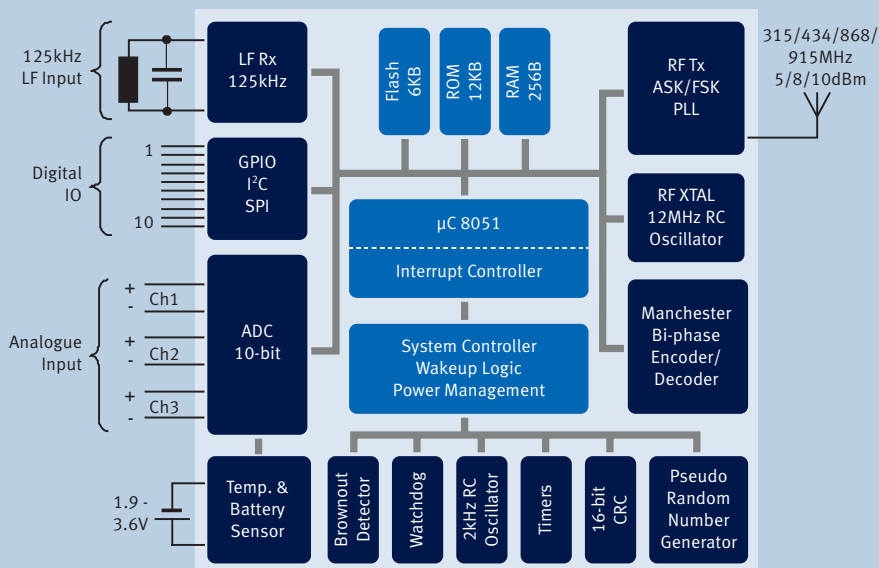 125kHz
LF Input
LF Rx
125kHz
Flash
6KB
ROM
12KB
RAM
256B
RF Tx
ASK/FSK
PLL
315/434/868/
915MHz
5/8/10dBm
Digital
IO
1
10
GPIO
I²C
SPI
µC 8051
Interrupt Controller
RF XTAL
12MHz RC
Oscillator
Analogue
Input
+
-
Ch1
+
-
Ch2
+
-
Ch3
ADC
10-bit
System Controller
Wakeup Logic
Power Management
Manchester
Bi-phase
Encoder/
Decoder
1.9 -
3.6V
Temp. &
Battery
Sensor
Brownout
Detector
Watchdog
2kHz RC
Oscillator
Timers
16-bit
CRC
Pseudo
Random
Number
Generator